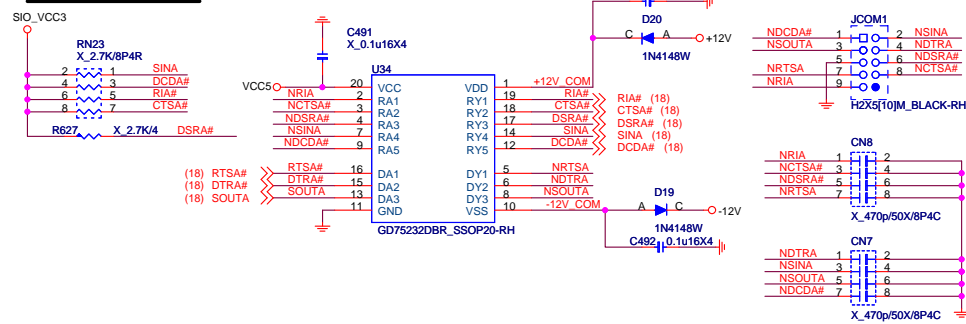 SIO_VCC3
RN23
X_2.7K/8P4R
2 1 SINA
4 3 DCDA#
6 5 RIA#
8 7 CTSA#
R627 X_2.7K/4 DSRA#
C491
X_0.1u16X4
VCC5
U34
20 VCC VDD 1 +12V_COM
NRIA 2 RA1 RY1 19 RIA# RIA# (18)
NCTSA# 3 RA2 RY2 18 CTSA# CTSA# (18)
NDSRA# 4 RA3 RY3 17 DSRA# DSRA# (18)
NSINA 7 RA4 RY4 14 SINA SINA (18)
NDCDA# 9 RA5 RY5 12 DCDA# DCDA# (18)
(18) RTSA# RTSA# 16 DA1 DY1 5 NRTSA
(18) DTRA# DTRA# 15 DA2 DY2 6 NDTRA
(18) SOUTA SOUTA 13 DA3 DY3 8 NSOUTA
11 GND VSS 10 -12V_COM
GD75232DBR_SSOP20-RH
D20
C A +12V
1N4148W
D19
A C -12V
1N4148W
C492 0.1u16X4
JCOM1
NDCDA# 1 2 NSINA
NSOUTA 3 4 NDTRA
5 6 NDSRA#
NRTSA 7 8 NCTSA#
NRIA 9
H2X5[10]M_BLACK-RH
CN8
NRIA 1 2
NCTSA# 3 4
NDSRA# 5 6
NRTSA 7 8
X_470p/50X/8P4C
CN7
NDTRA 1 2
NSINA 3 4
NSOUTA 5 6
NDCDA# 7 8
X_470p/50X/8P4C